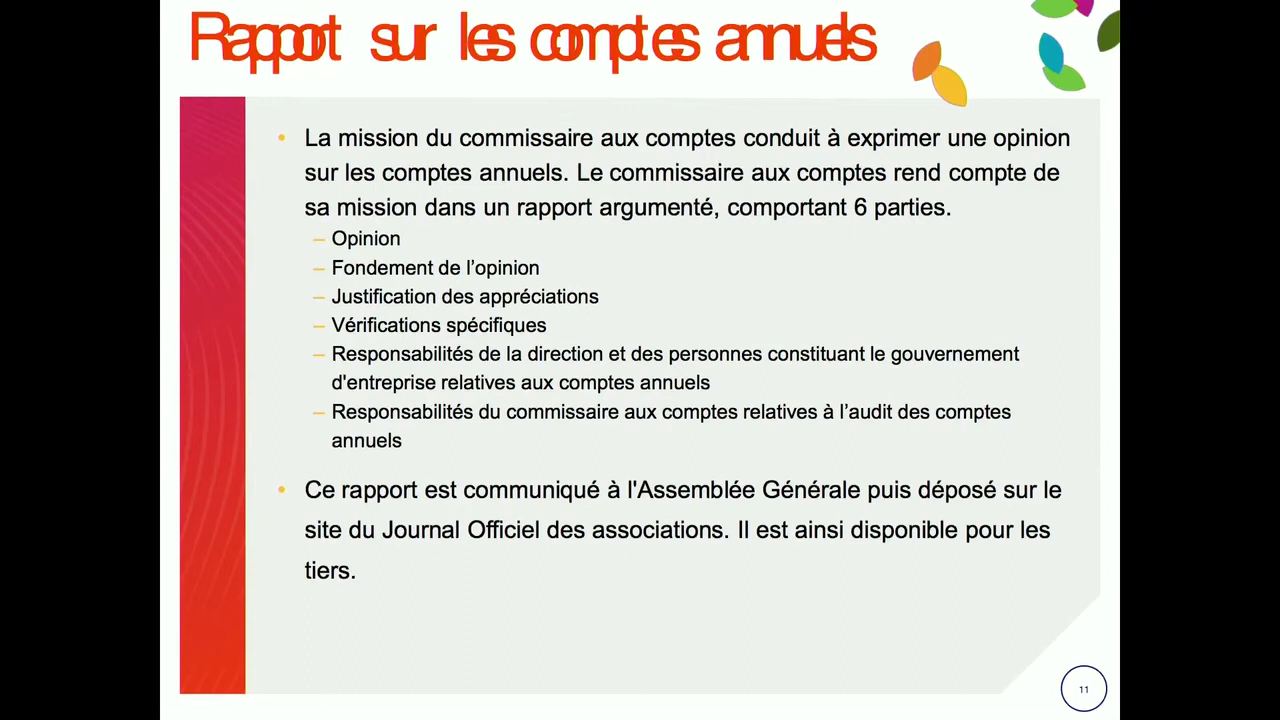 Rapport sur les comptes annuels
• La mission du commissaire aux comptes conduit à exprimer une opinion
sur les comptes annuels. Le commissaire aux comptes rend compte de
sa mission dans un rapport argumenté, comportant 6 parties.
– Opinion
– Fondement de l’opinion
– Justification des appréciations
– Vérifications spécifiques
– Responsabilités de la direction et des personnes constituant le gouvernement
d'entreprise relatives aux comptes annuels
– Responsabilités du commissaire aux comptes relatives à l’audit des comptes
annuels
• Ce rapport est communiqué à l'Assemblée Générale puis déposé sur le
site du Journal Officiel des associations. Il est ainsi disponible pour les
tiers.
11